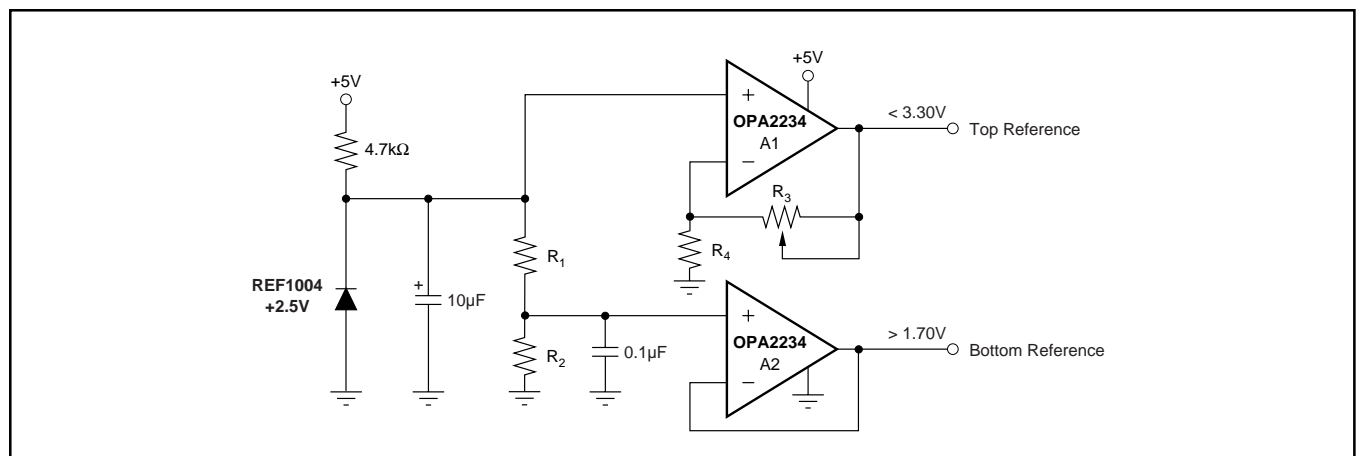 +5V
4.7kΩ
REF1004
+2.5V
+
10µF
R1
R2
0.1µF
+5V
+
OPA2234
A1
−
< 3.30V
Top Reference
R3
R4
+
OPA2234
A2
−
> 1.70V
Bottom Reference